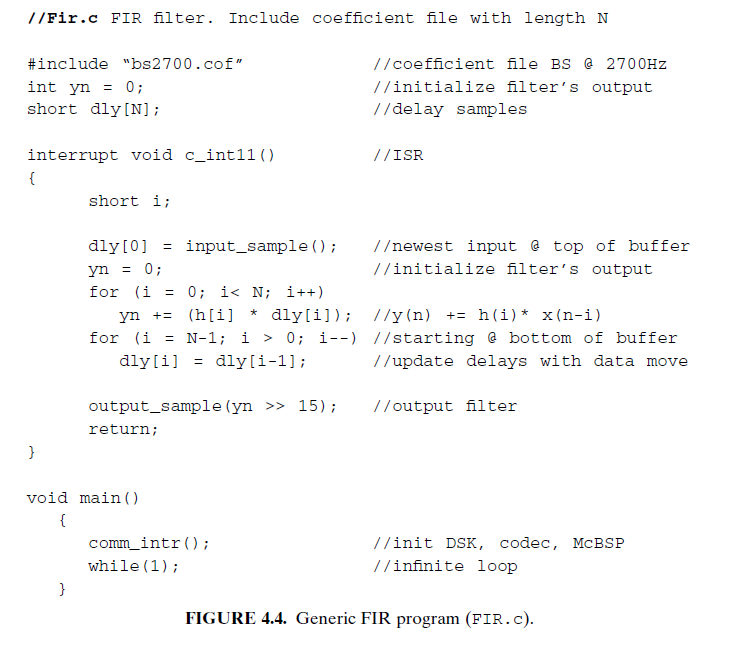 //Fir.c FIR filter. Include coefficient file with length N
#include “bs2700.cof” //coefficient file BS @ 2700Hz
int yn = 0; //initialize filter’s output
short dly[N]; //delay samples
interrupt void c_int11() //ISR
{
short i;
dly[0] = input_sample(); //newest input @ top of buffer
yn = 0; //initialize filter’s output
for (i = 0; i< N; i++)
yn += (h[i] * dly[i]); //y(n) += h(i)* x(n-i)
for (i = N-1; i > 0; i--) //starting @ bottom of buffer
dly[i] = dly[i-1]; //update delays with data move
output_sample(yn >> 15); //output filter
return;
}
void main()
{
comm_intr(); //init DSK, codec, McBSP
while(1); //infinite loop
}
FIGURE 4.4. Generic FIR program (FIR.c).